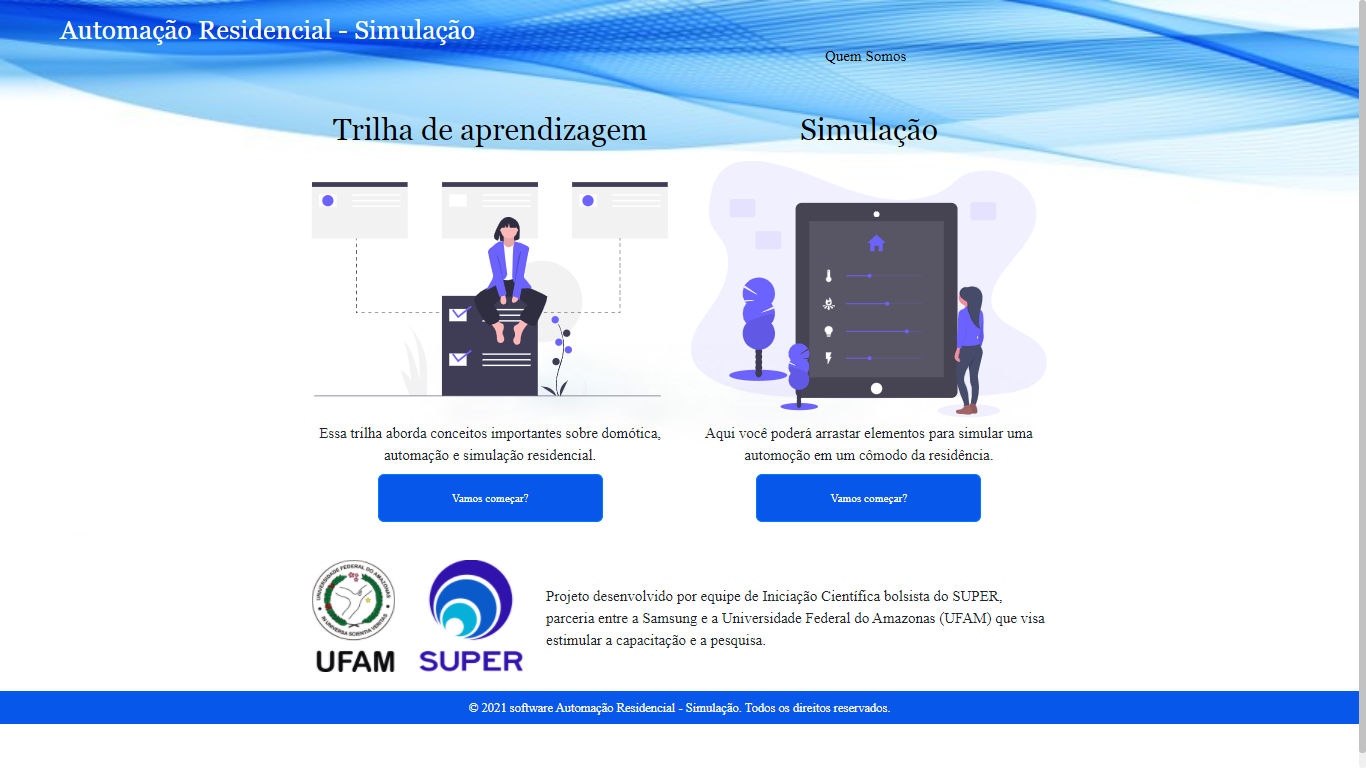 Automação Residencial - Simulação
Quem Somos
Trilha de aprendizagem
Simulação
Essa trilha aborda conceitos importantes sobre domótica,
automação e simulação residencial.
Vamos começar?
Aqui você poderá arrastar elementos para simular uma
automoção em um cômodo da residência.
Vamos começar?
UNIVERSIDADE FEDERAL DO AMAZONAS
IN UNIVERSA SCIENTIA VERITAS
UFAM
SUPER
Projeto desenvolvido por equipe de Iniciação Científica bolsista do SUPER,
parceria entre a Samsung e a Universidade Federal do Amazonas (UFAM) que visa
estimular a capacitação e a pesquisa.
© 2021 software Automação Residencial - Simulação. Todos os direitos reservados.